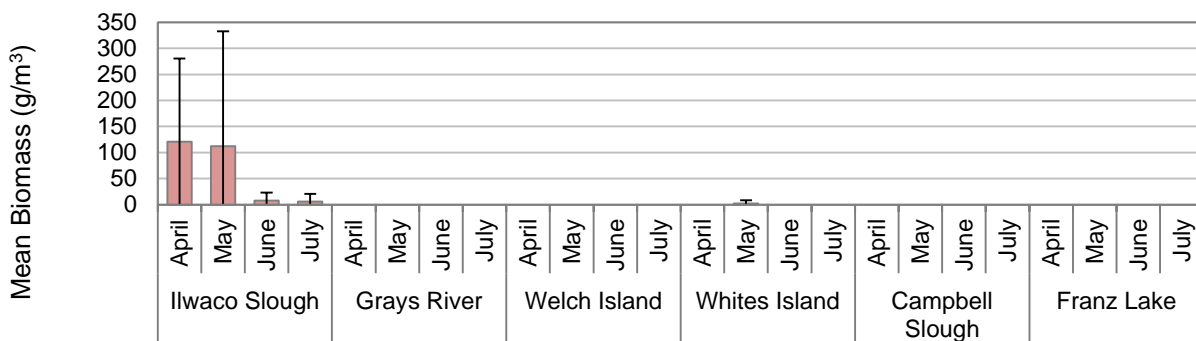 Mean Biomass (g/m³)
350
300
250
200
150
100
50
0
April May June July April May June July April May June July April May June July April May June July April May June July
Ilwaco Slough Grays River Welch Island Whites Island Campbell Slough Franz Lake